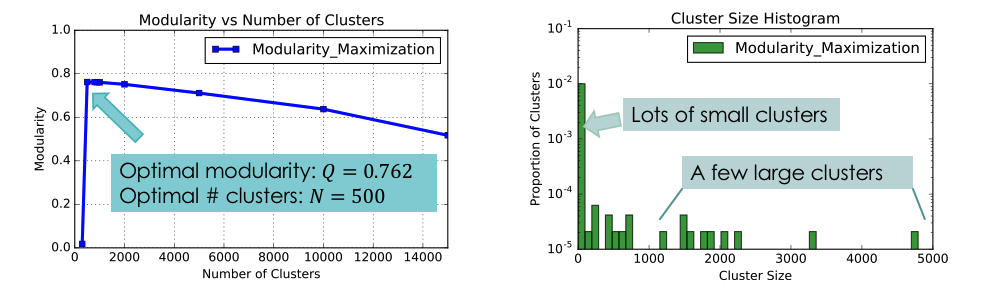 Modularity vs Number of Clusters
1.0
0.8
0.6
0.4
0.2
0.0
Modularity
Modularity_Maximization
Optimal modularity: Q = 0.762
Optimal # clusters: N = 500
0 2000 4000 6000 8000 10000 12000 14000
Number of Clusters
Cluster Size Histogram
10^-1
10^-2
10^-3
10^-4
10^-5
Proportion of Clusters
Modularity_Maximization
Lots of small clusters
A few large clusters
0 1000 2000 3000 4000 5000
Cluster Size